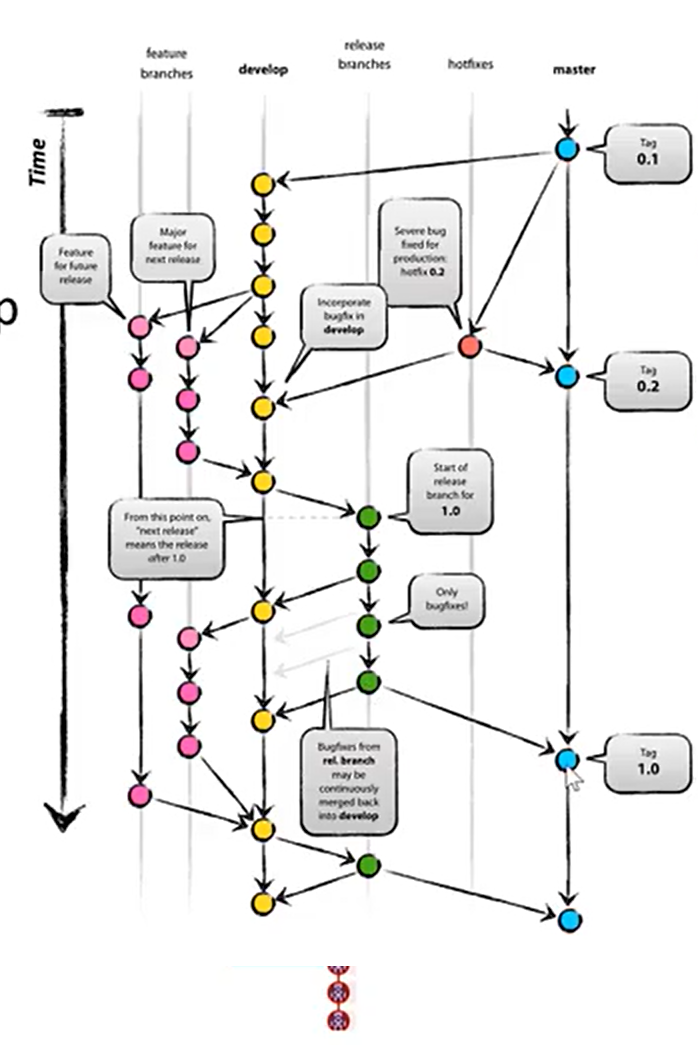 feature
branches
develop
release
branches
hotfixes
master
Time
Tag
0.1
Feature
for future
release
Major
feature for
next release
Severe bug
fixed for
production:
hotfix 0.2
Incorporate
bugfix in
develop
p
Tag
0.2
Start of
release
branch for
1.0
From this point on,
"next release"
means the release
after 1.0
Only
bugfixes!
Bugfixes from
rel. branch
may be
continuously
merged back
into develop
Tag
1.0